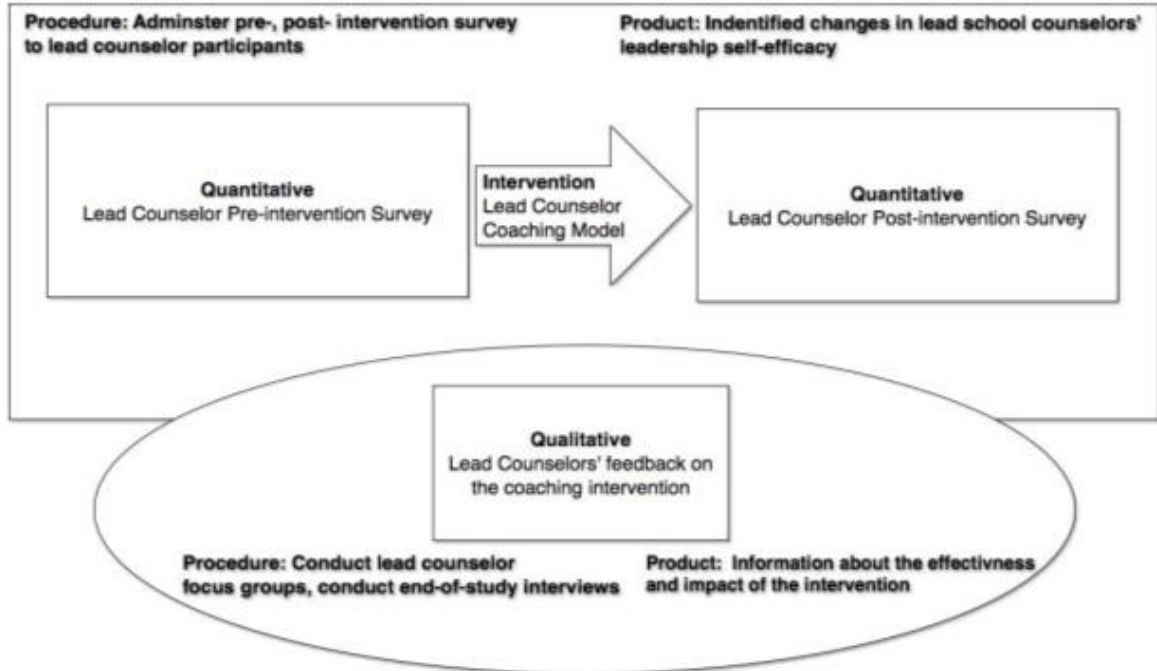 Procedure: Adminster pre-, post- intervention survey
to lead counselor participants
Product: Indentified changes in lead school counselors'
leadership self-efficacy
Quantitative
Lead Counselor Pre-intervention Survey
Intervention
Lead Counselor
Coaching Model
Quantitative
Lead Counselor Post-intervention Survey
Qualitative
Lead Counselors' feedback on
the coaching intervention
Procedure: Conduct lead counselor
focus groups, conduct end-of-study interviews
Product: Information about the effectivness
and impact of the intervention